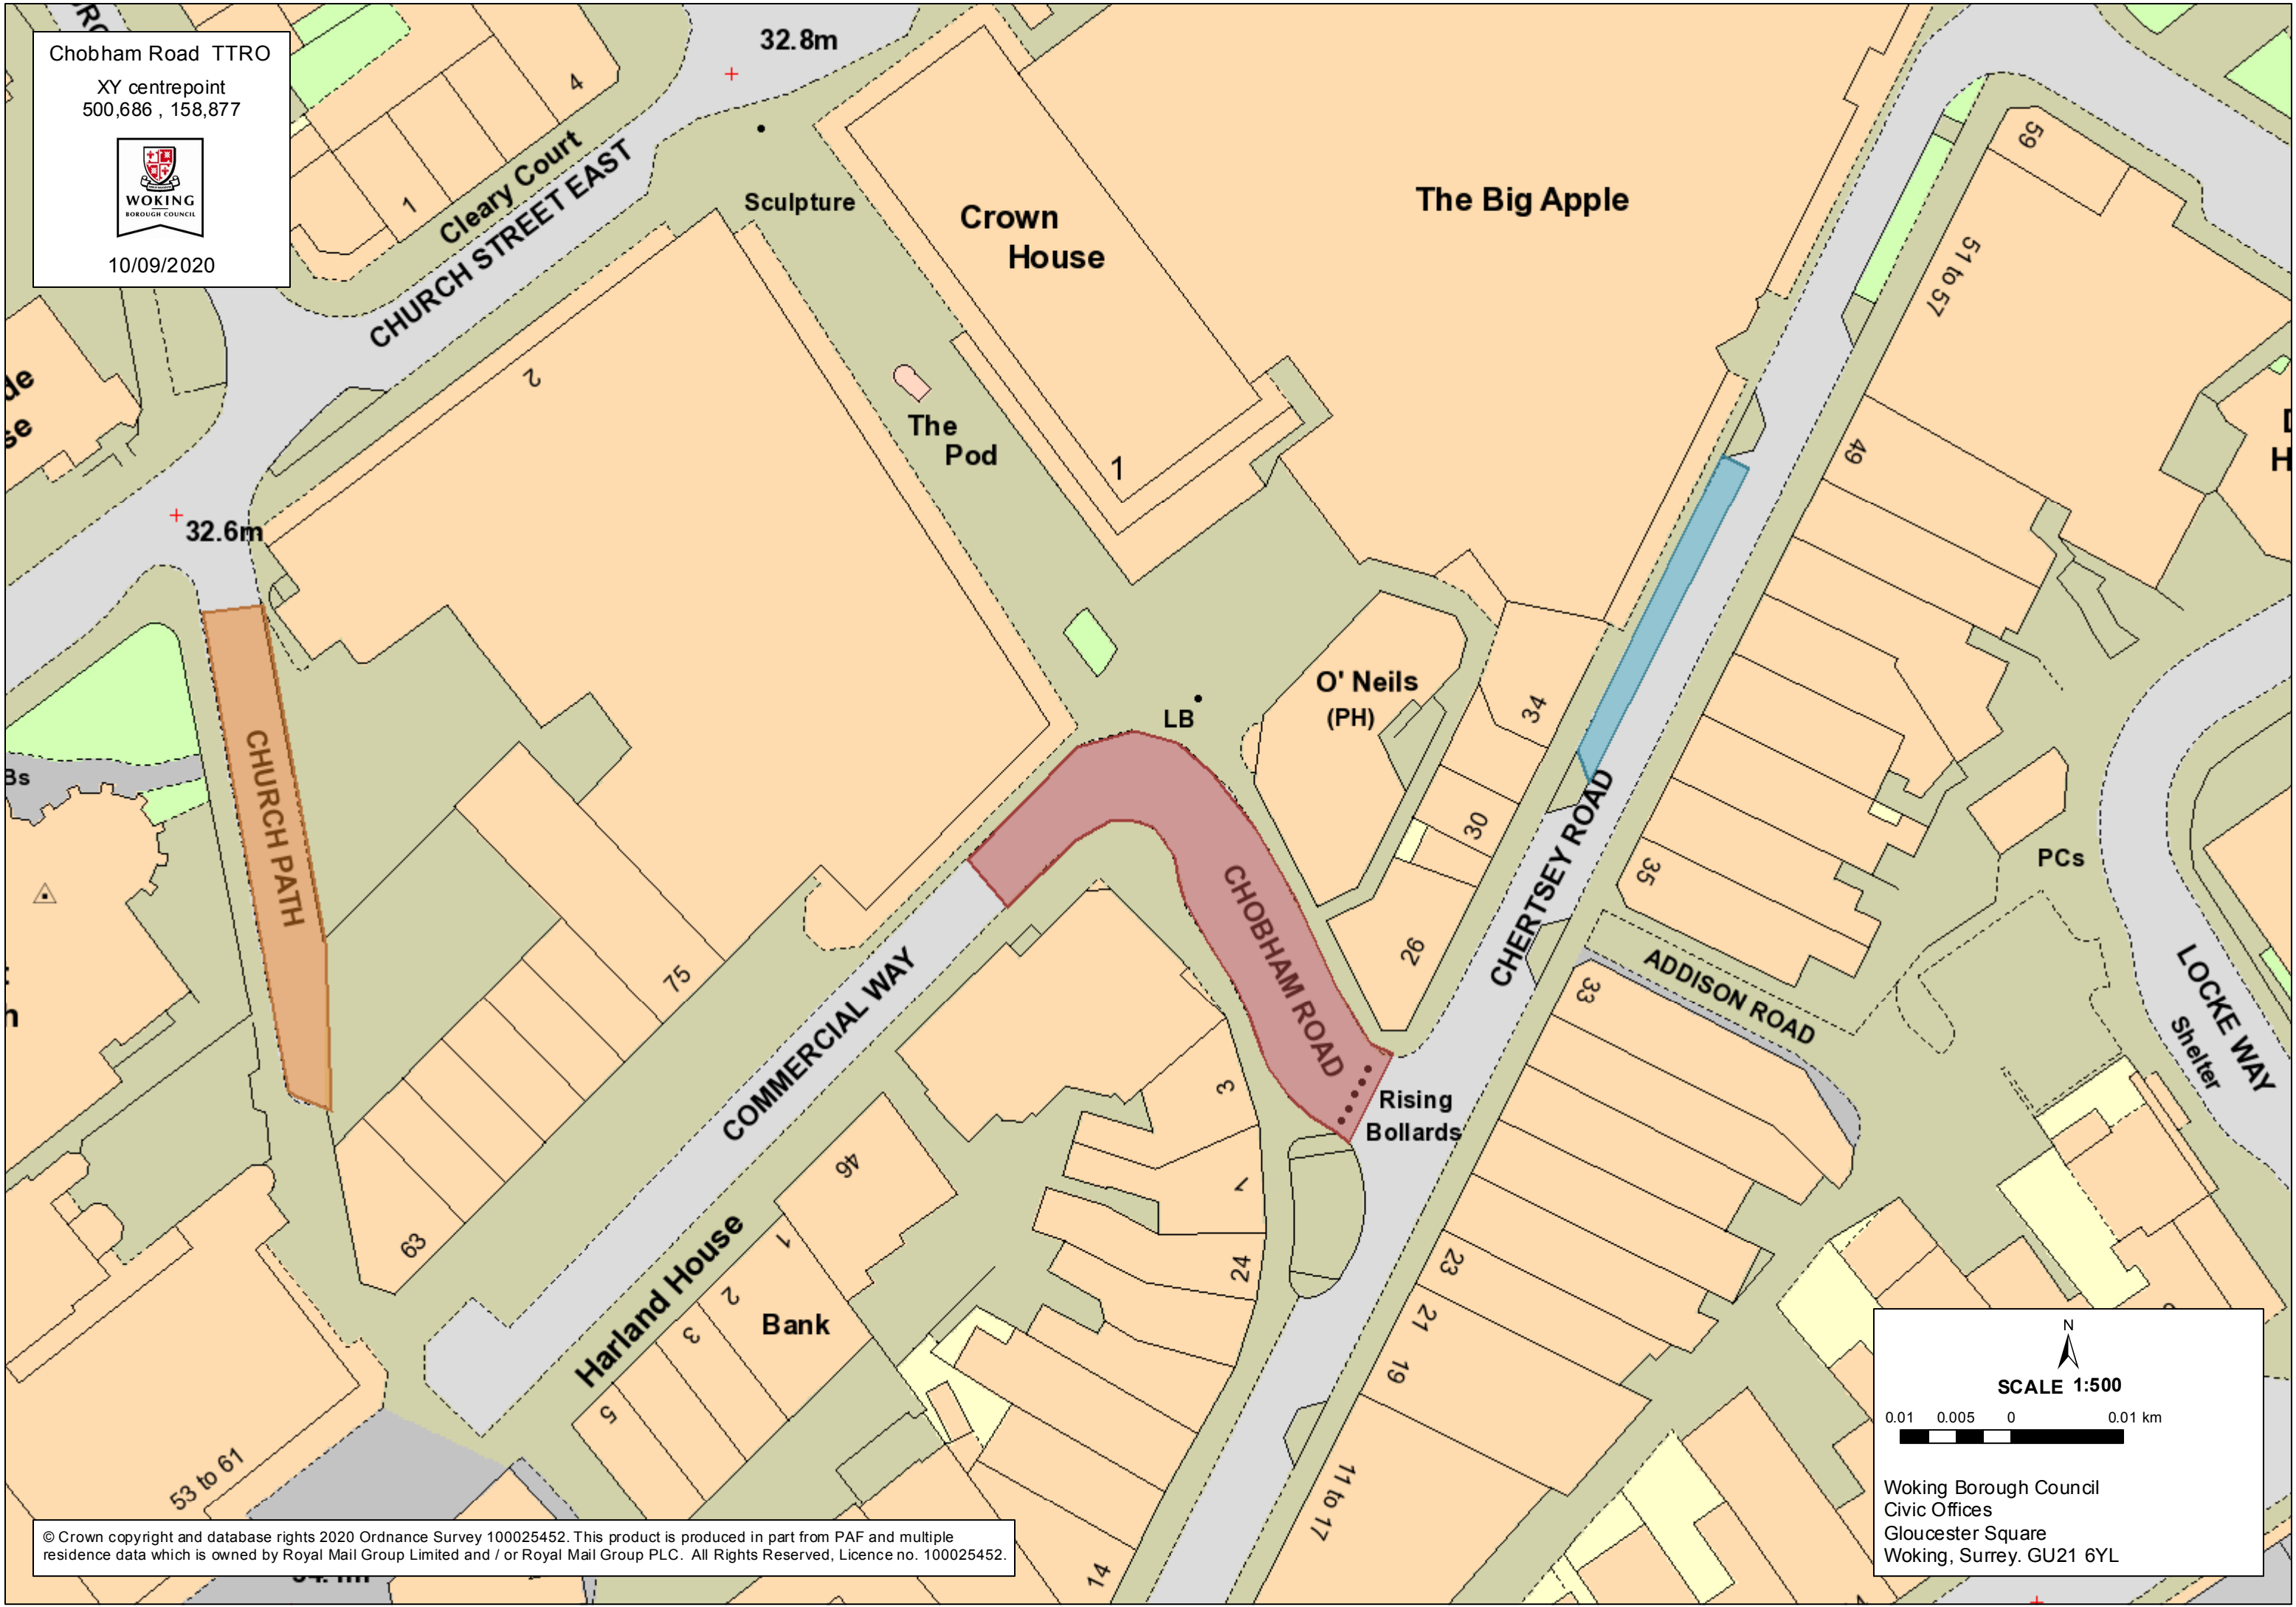 Chobham Road TTRO
XY centrepoint
500,686 , 158,877
WOKING
BOROUGH COUNCIL
10/09/2020
32.8m
4
1
Cleary Court
CHURCH STREET EAST
Sculpture
Crown
House
The Big Apple
59
51 to 57
2
The
Pod
1
49
32.6m
O' Neils
(PH)
LB
34
30
26
CHURCH PATH
CHOBHAM ROAD
CHERTSEY ROAD
35
PCs
ADDISON ROAD
33
LOCKE WAY
Shelter
75
COMMERCIAL WAY
Rising
Bollards
3
1
46
63
Harland House
1
2
3
5
Bank
24
23
21
19
11 to 17
53 to 61
14
N
SCALE 1:500
0.01 0.005 0 0.01 km
Woking Borough Council
Civic Offices
Gloucester Square
Woking, Surrey. GU21 6YL
© Crown copyright and database rights 2020 Ordnance Survey 100025452. This product is produced in part from PAF and multiple
residence data which is owned by Royal Mail Group Limited and / or Royal Mail Group PLC. All Rights Reserved, Licence no. 100025452.